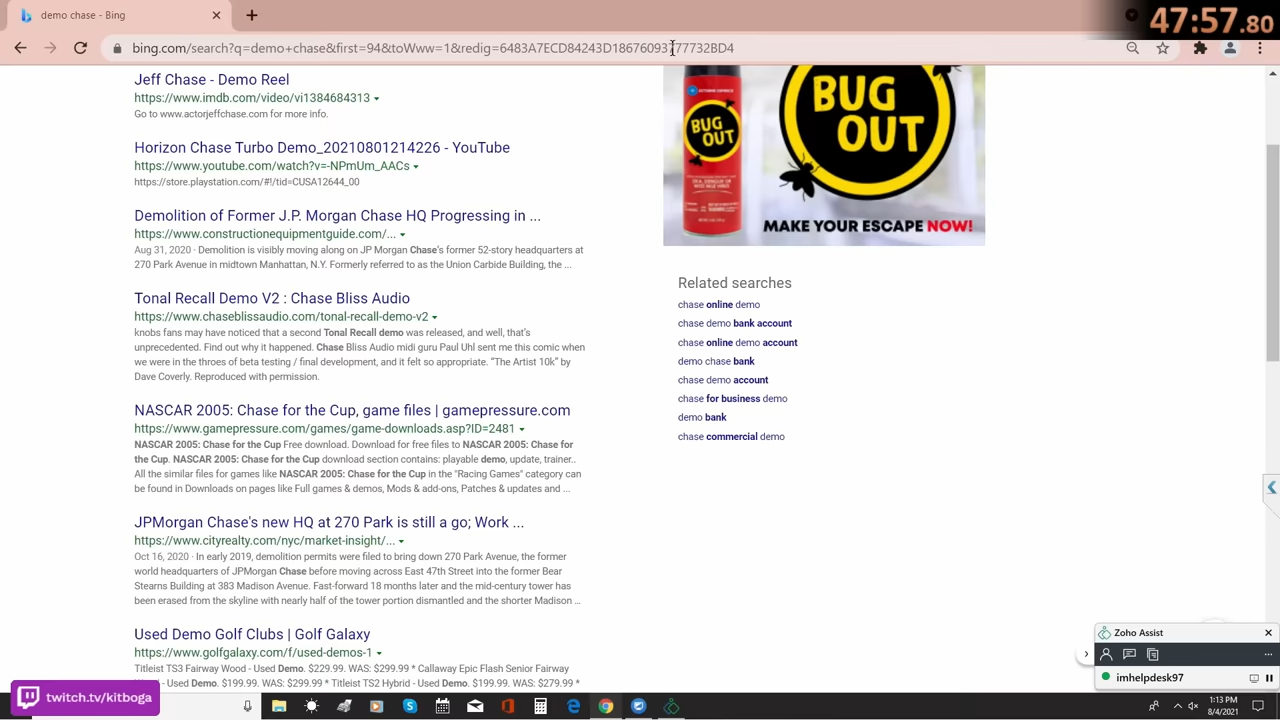 demo chase - Bing
47:57.80
bing.com/search?q=demo+chase&first=94&toWww=1&redig=6483A7ECD84243D18676093177732BD4
Jeff Chase - Demo Reel
https://www.imdb.com/video/vi1384684313
Go to www.actorjeffchase.com for more info.
Horizon Chase Turbo Demo_20210801214226 - YouTube
https://www.youtube.com/watch?v=-NPmUm_AACs
https://store.playstation.com/#!/tid=CUSA12644_00
Demolition of Former J.P. Morgan Chase HQ Progressing in ...
https://www.constructionequipmentguide.com/...
Aug 31, 2020 · Demolition is visibly moving along on JP Morgan Chase's former 52-story headquarters at
270 Park Avenue in midtown Manhattan, N.Y. Formerly referred to as the Union Carbide Building, the ...
Tonal Recall Demo V2 : Chase Bliss Audio
https://www.chaseblissaudio.com/tonal-recall-demo-v2
knobs fans may have noticed that a second Tonal Recall demo was released, and well, that's
unprecedented. Find out why it happened. Chase Bliss Audio midi guru Paul Uhl sent me this comic when
we were in the throes of beta testing / final development, and it felt so appropriate. "The Artist 10k" by
Dave Coverly. Reproduced with permission.
NASCAR 2005: Chase for the Cup, game files | gamepressure.com
https://www.gamepressure.com/games/game-downloads.asp?ID=2481
NASCAR 2005: Chase for the Cup Free download. Download for free files to NASCAR 2005: Chase for
the Cup. NASCAR 2005: Chase for the Cup download section contains: playable demo, update, trainer..
All the similar files for games like NASCAR 2005: Chase for the Cup in the "Racing Games" category can
be found in Downloads on pages like Full games & demos, Mods & add-ons, Patches & updates and ...
JPMorgan Chase's new HQ at 270 Park is still a go; Work ...
https://www.cityrealty.com/nyc/market-insight/...
Oct 16, 2020 · In early 2019, demolition permits were filed to bring down 270 Park Avenue, the former
world headquarters of JPMorgan Chase before moving across East 47th Street into the former Bear
Stearns Building at 383 Madison Avenue. Fast-forward 18 months later and the mid-century tower has
been erased from the skyline with nearly half of the tower portion dismantled and the shorter Madison ...
Used Demo Golf Clubs | Golf Galaxy
https://www.golfgalaxy.com/f/used-demos-1
Titleist TS3 Fairway Wood - Used Demo. $229.99. WAS: $299.99 * Callaway Epic Flash Senior Fairway
- Used Demo. $199.99. WAS: $299.99 * Titleist TS2 Hybrid - Used Demo. $199.99. WAS: $279.99 *
BUG
OUT
BUG
OUT
MAKE YOUR ESCAPE NOW!
Related searches
chase online demo
chase demo bank account
chase online demo account
demo chase bank
chase demo account
chase for business demo
demo bank
chase commercial demo
Zoho Assist
imhelpdesk97
twitch.tv/kitboga
1:13 PM
8/4/2021